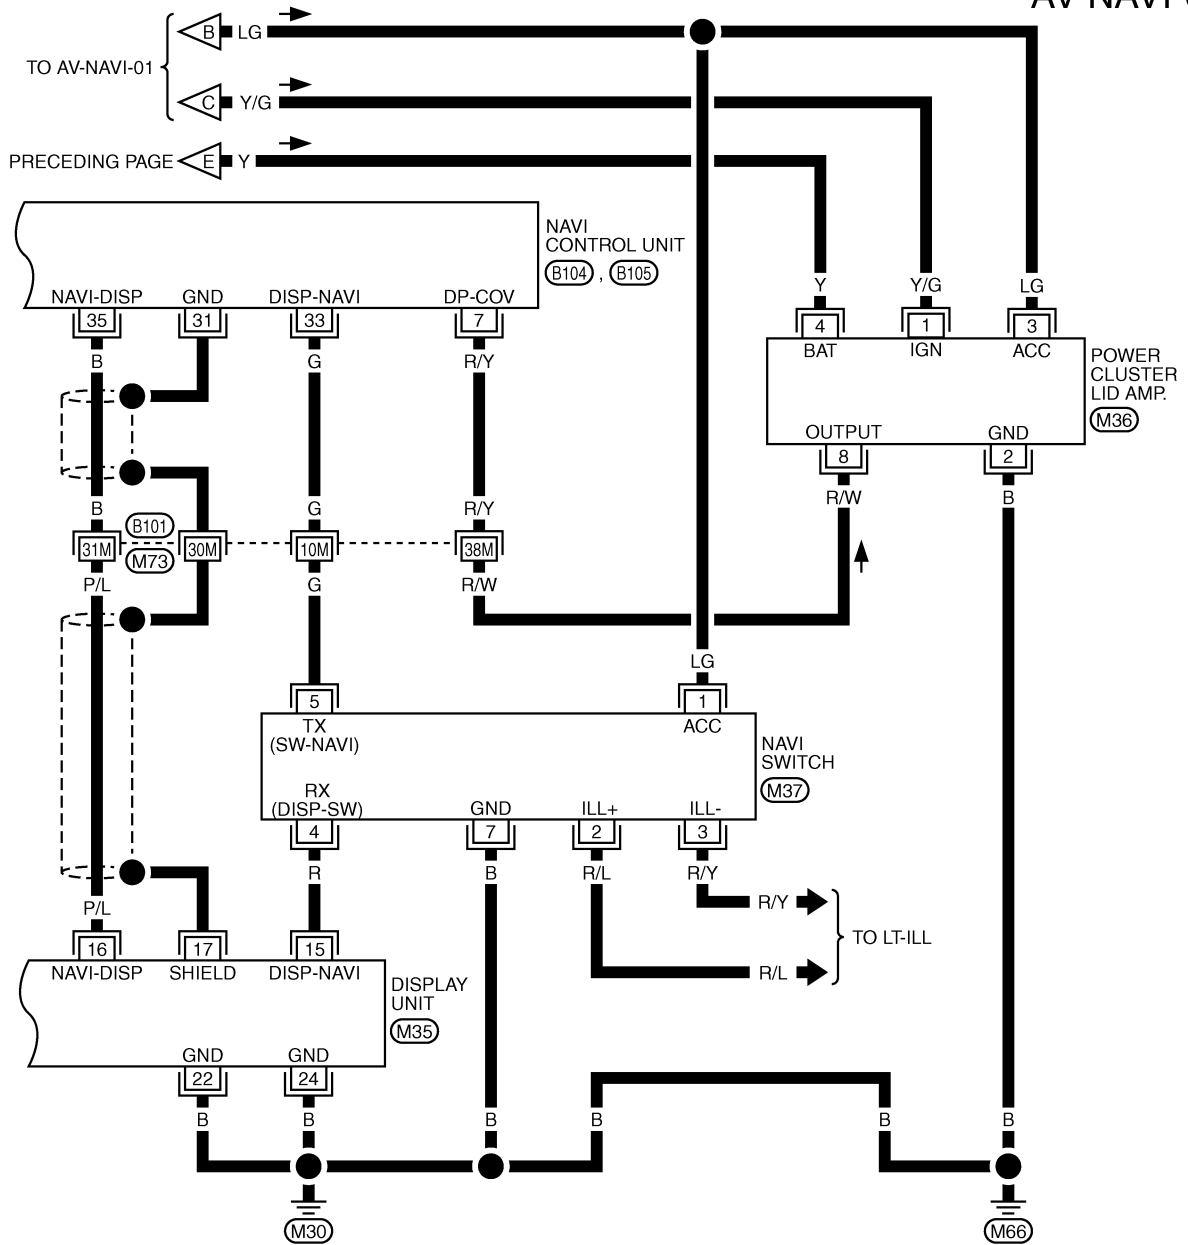 B LG
TO AV-NAVI-01
C Y/G
PRECEDING PAGE E Y
NAVI
CONTROL UNIT
B104 , B105
NAVI-DISP GND DISP-NAVI DP-COV
35 31 33 7
B G R/Y
Y Y/G LG
4 1 3
BAT IGN ACC
POWER
CLUSTER
LID AMP.
M36
OUTPUT GND
8 2
R/W B
B G R/Y
B101
31M 30M 10M 38M
M73
P/L G R/W
LG
5 1
TX
(SW-NAVI)
ACC
NAVI
SWITCH
M37
RX
(DISP-SW)
GND ILL+ ILL-
4 7 2 3
R B R/L R/Y
R/Y
TO LT-ILL
R/L
P/L
16 17 15
NAVI-DISP SHIELD DISP-NAVI
DISPLAY
UNIT
M35
GND GND
22 24
B B B B B B
M30 M66